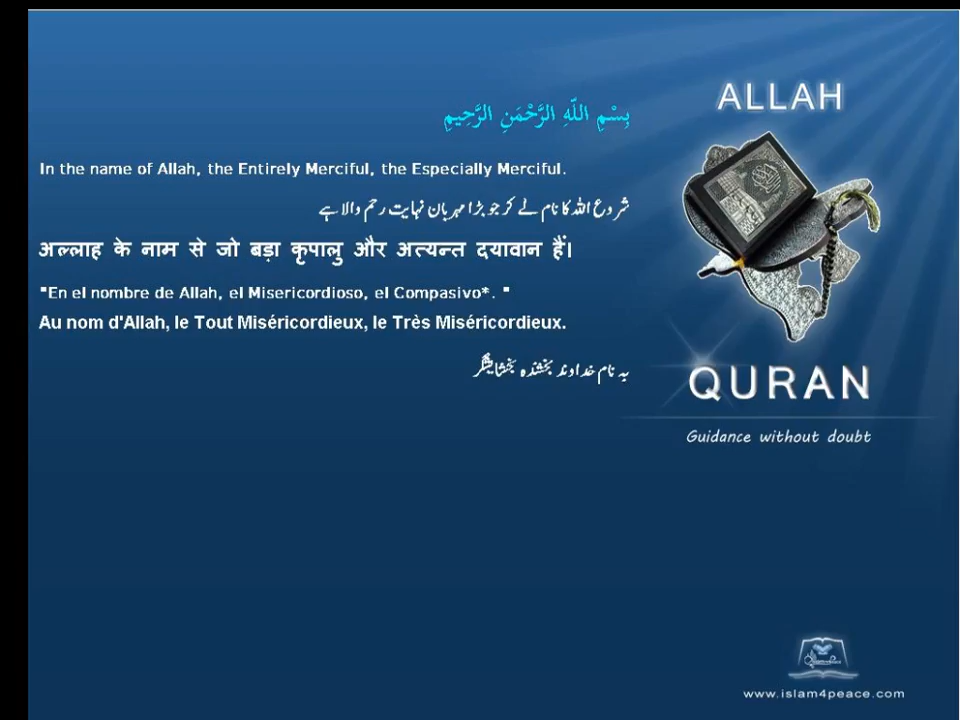 بِسْمِ اللَّهِ الرَّحْمَنِ الرَّحِيمِ
In the name of Allah, the Entirely Merciful, the Especially Merciful.
شروع الله کا نام لے کر جو بڑا مہربان نہایت رحم والا ہے
अल्लाह के नाम से जो बड़ा कृपालु और अत्यन्त दयावान हैं।
"En el nombre de Allah, el Misericordioso, el Compasivo*. "
Au nom d'Allah, le Tout Miséricordieux, le Très Miséricordieux.
به نام خداوند بخشنده بخشایشگر
ALLAH
QURAN
Guidance without doubt
www.islam4peace.com